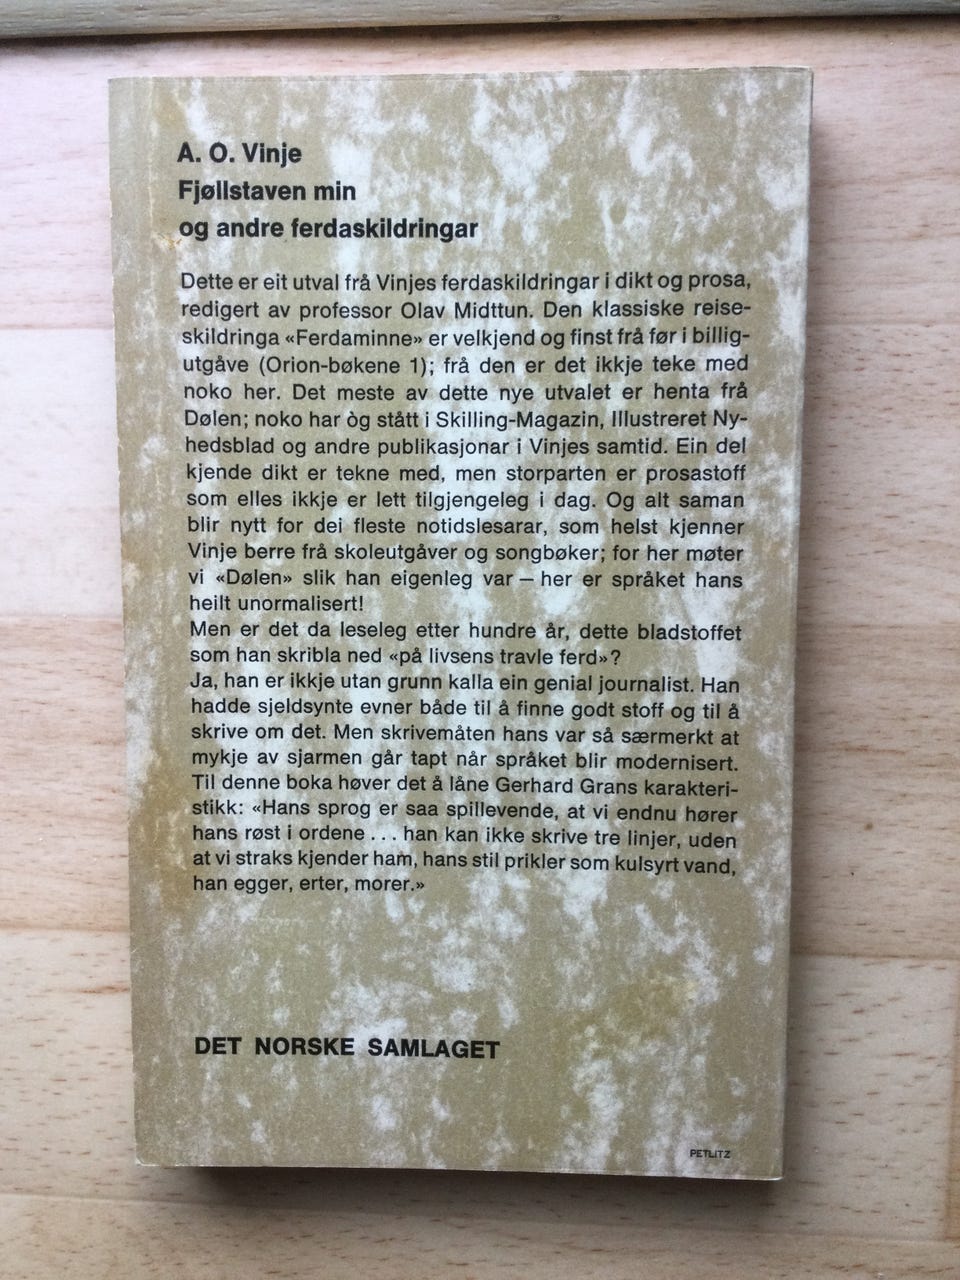 A. O. Vinje
Fjøllstaven min
og andre ferdaskildringar
Dette er eit utval frå Vinjes ferdaskildringar i dikt og prosa,
redigert av professor Olav Midttun. Den klassiske reise-
skildringa «Ferdaminne» er velkjend og finst frå før i billig-
utgåve (Orion-bøkene 1); frå den er det ikkje teke med
noko her. Det meste av dette nye utvalet er henta frå
Dølen; noko har òg stått i Skilling-Magazin, Illustreret Ny-
hedsblad og andre publikasjonar i Vinjes samtid. Ein del
kjende dikt er tekne med, men storparten er prosastoff
som elles ikkje er lett tilgjengeleg i dag. Og alt saman
blir nytt for dei fleste notidslesarar, som helst kjenner
Vinje berre frå skoleutgåver og songbøker; for her møter
vi «Dølen» slik han eigenleg var — her er språket hans
heilt unormalisert!
Men er det da leseleg etter hundre år, dette bladstoffet
som han skribla ned «på livsens travle ferd»?
Ja, han er ikkje utan grunn kalla ein genial journalist. Han
hadde sjeldsynte evner både til å finne godt stoff og til å
skrive om det. Men skrivemåten hans var så særmerkt at
mykje av sjarmen går tapt når språket blir modernisert.
Til denne boka høver det å låne Gerhard Grans karakteri-
stikk: «Hans sprog er saa spillevende, at vi endnu hører
hans røst i ordene ... han kan ikke skrive tre linjer, uden
at vi straks kjender ham, hans stil prikler som kulsyrt vand,
han egger, erter, morer.»
DET NORSKE SAMLAGET
PETLITZ